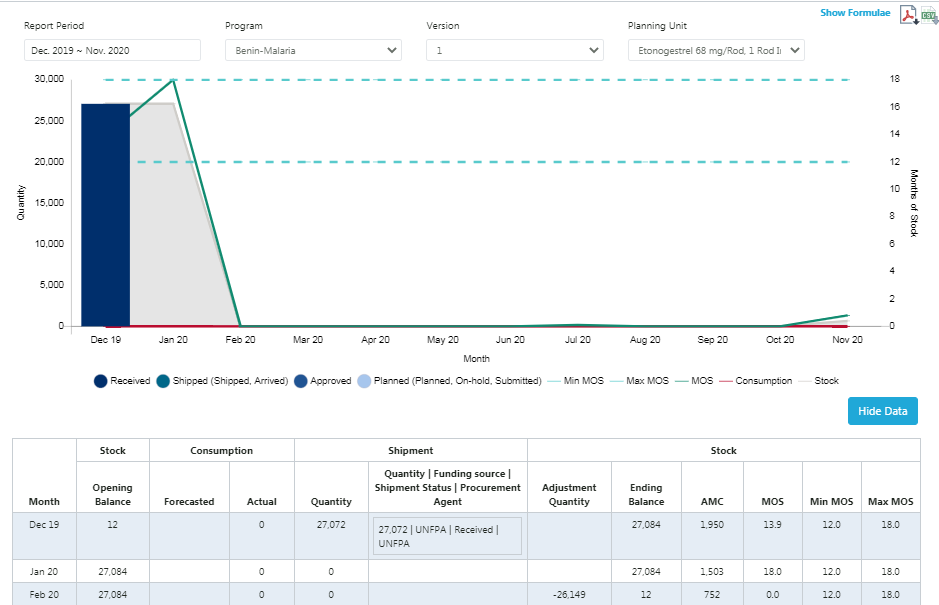 Show Formulae
CSV
Report Period
Program
Version
Planning Unit
Dec. 2019 ~ Nov. 2020
Benin-Malaria
1
Etonogestrel 68 mg/Rod, 1 Rod I
30,000
25,000
20,000
15,000
10,000
5,000
0
Quantity
18
16
14
12
10
8
6
4
2
0
Months of Stock
Dec 19 Jan 20 Feb 20 Mar 20 Apr 20 May 20 Jun 20 Jul 20 Aug 20 Sep 20 Oct 20 Nov 20
Month
Received Shipped (Shipped, Arrived) Approved Planned (Planned, On-hold, Submitted) Min MOS Max MOS MOS Consumption Stock
Hide Data
Stock Consumption Shipment Stock
Month
Opening
Balance
Forecasted
Actual
Quantity
Quantity | Funding source |
Shipment Status | Procurement
Agent
Adjustment
Quantity
Ending
Balance
AMC
MOS
Min MOS
Max MOS
Dec 19 12 0 27,072
27,072 | UNFPA | Received |
UNFPA
27,084 1,950 13.9 12.0 18.0
Jan 20 27,084 0 0 27,084 1,503 18.0 12.0 18.0
Feb 20 27,084 0 0 -26,149 12 752 0.0 12.0 18.0